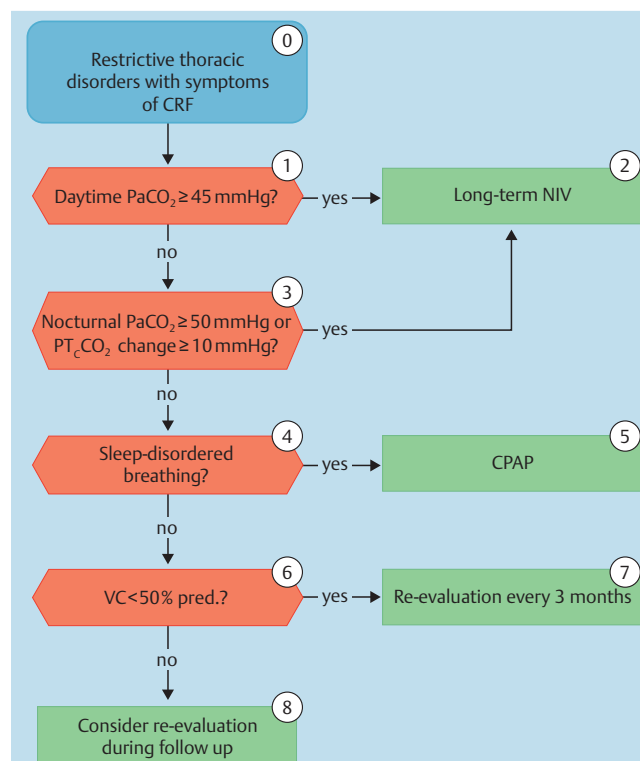 0
Restrictive thoracic
disorders with symptoms
of CRF
1
Daytime PaCO₂ ≥ 45 mmHg?
yes
2
Long-term NIV
no
3
Nocturnal PaCO₂ ≥ 50 mmHg or
PTcCO₂ change ≥ 10 mmHg?
yes
no
4
Sleep-disordered
breathing?
yes
5
CPAP
no
6
VC < 50 % pred.?
yes
7
Re-evaluation every 3 months
no
8
Consider re-evaluation
during follow up